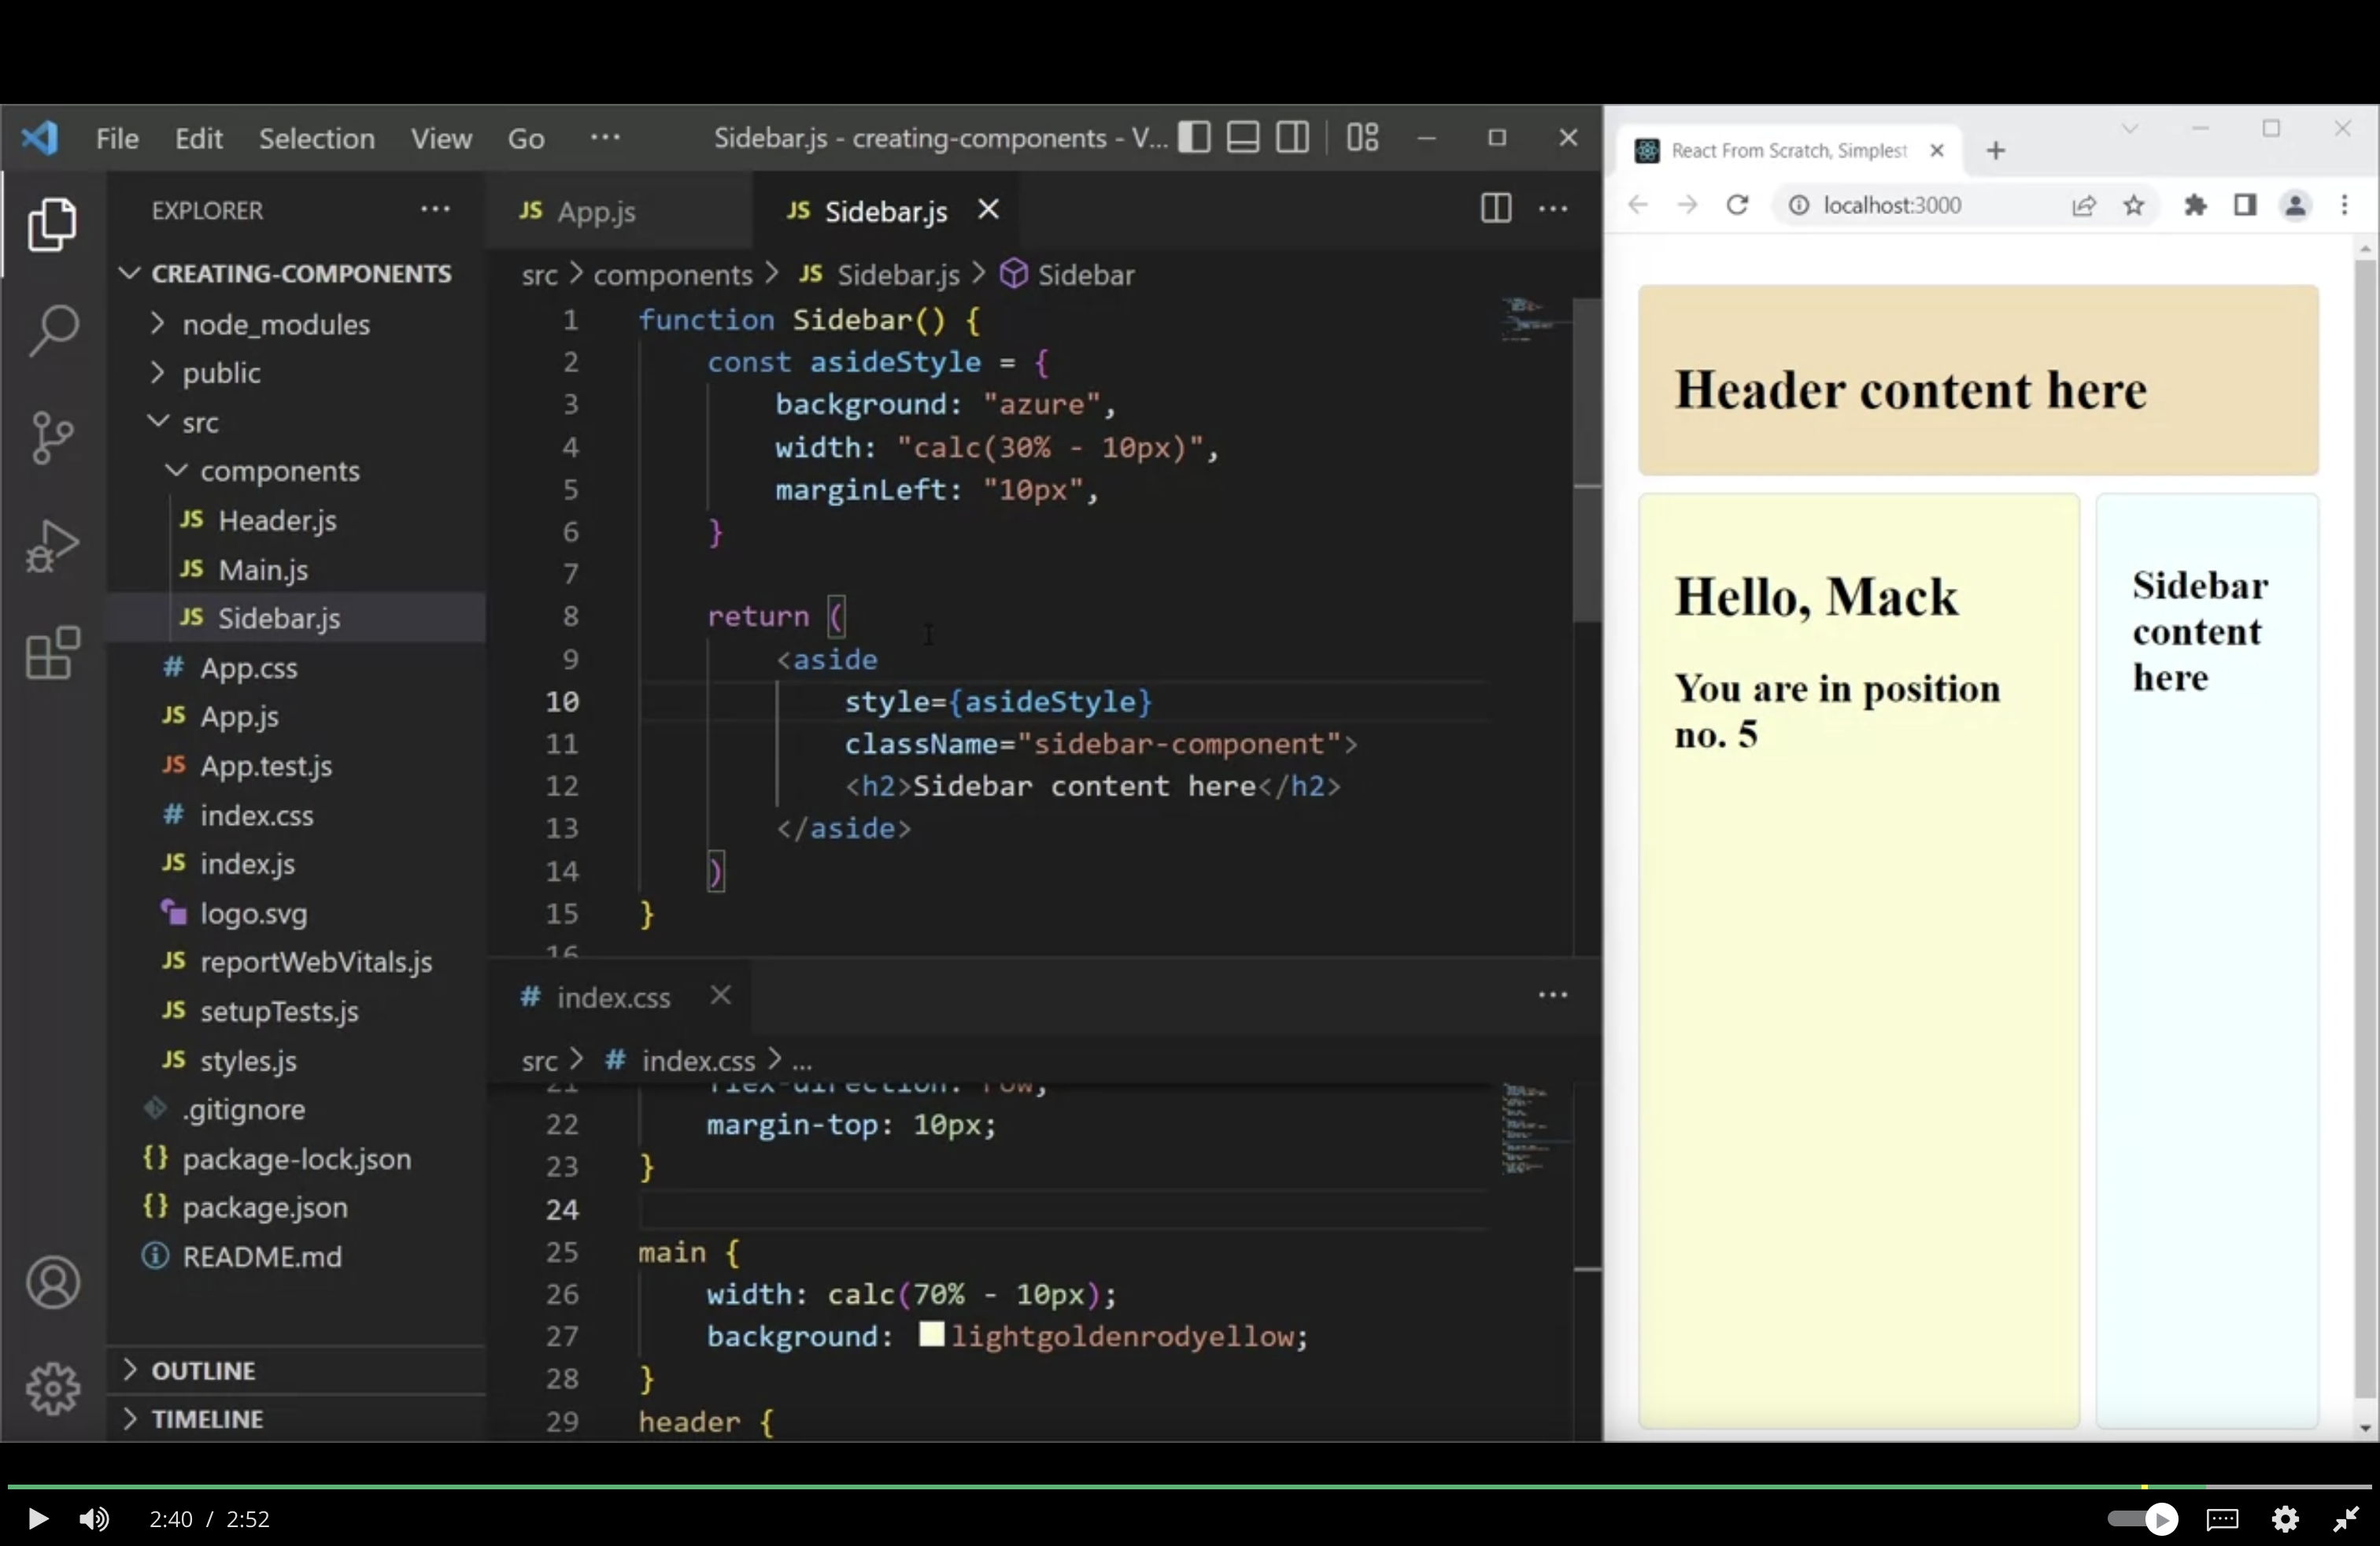 File Edit Selection View Go ··· Sidebar.js - creating-components - V...
EXPLORER ···
CREATING-COMPONENTS
node_modules
public
src
components
JS Header.js
JS Main.js
JS Sidebar.js
# App.css
JS App.js
JS App.test.js
# index.css
JS index.js
logo.svg
JS reportWebVitals.js
JS setupTests.js
JS styles.js
.gitignore
{} package-lock.json
{} package.json
README.md
OUTLINE
TIMELINE
JS App.js JS Sidebar.js
src > components > JS Sidebar.js > Sidebar
1 function Sidebar() {
2 const asideStyle = {
3 background: "azure",
4 width: "calc(30% - 10px)",
5 marginLeft: "10px",
6 }
7
8 return (
9 <aside
10 style={asideStyle}
11 className="sidebar-component">
12 <h2>Sidebar content here</h2>
13 </aside>
14 )
15 }
16
# index.css
src > # index.css > ...
21 flex-direction: row;
22 margin-top: 10px;
23 }
24
25 main {
26 width: calc(70% - 10px);
27 background: lightgoldenrodyellow;
28 }
29 header {
React From Scratch, Simplest
localhost:3000
Header content here
Hello, Mack
You are in position
no. 5
Sidebar
content
here
2:40 / 2:52